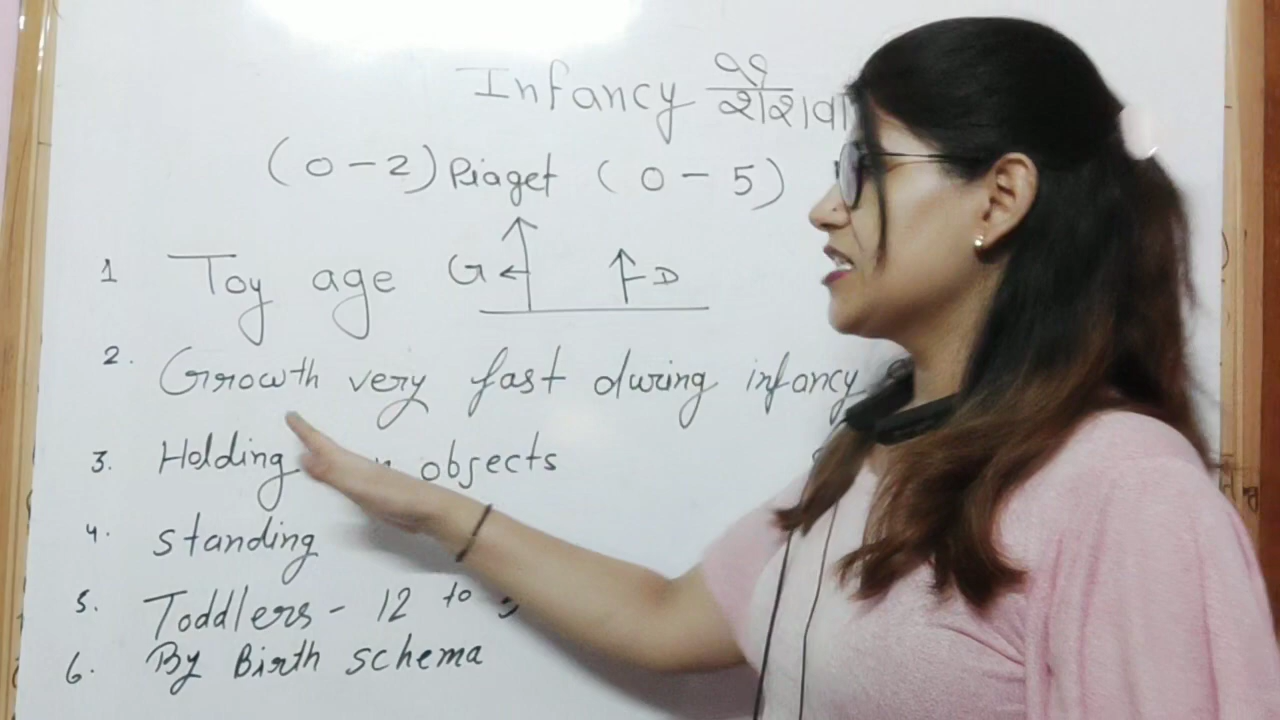 Infancy शैशवा
(0-2) Piaget (0-5)
1 Toy age G D
2. Growth very fast during infancy
3. Holding objects
4. standing
5. Toddlers - 12 to
6. By Birth schema